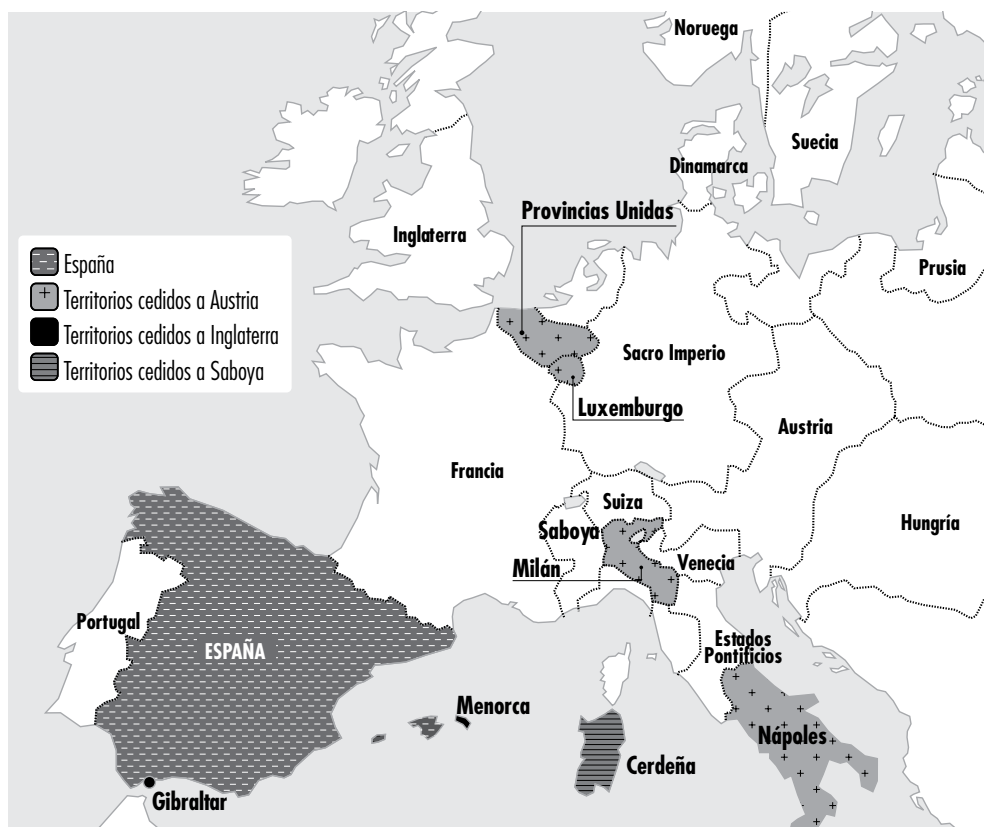 Noruega
Suecia
Dinamarca
Provincias Unidas
Inglaterra
Prusia
España
Territorios cedidos a Austria
Territorios cedidos a Inglaterra
Territorios cedidos a Saboya
Sacro Imperio
Luxemburgo
Austria
Francia
Suiza
Hungría
Saboya
Venecia
Milán
Portugal
ESPAÑA
Estados
Pontificios
Menorca
Nápoles
Cerdeña
Gibraltar